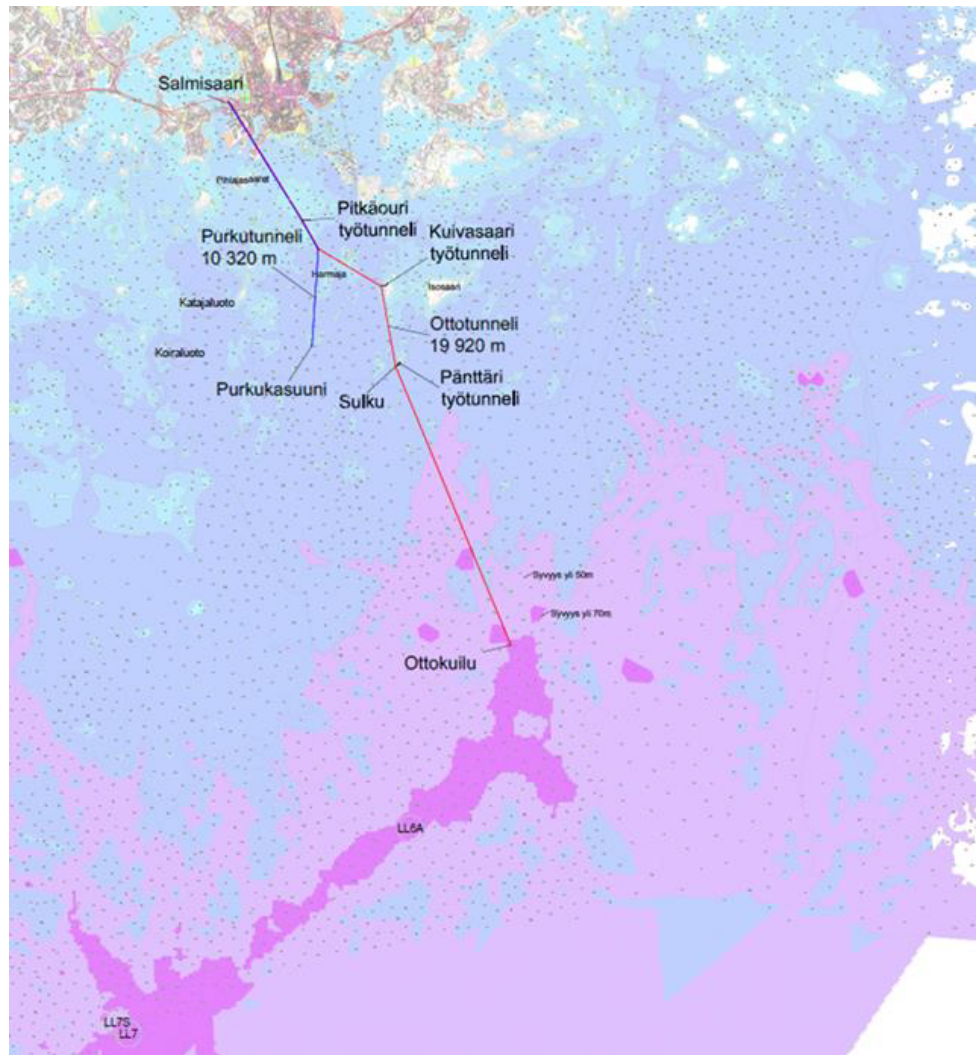 Salmisaari
Pihlajasaaret
Pitkäouri
työtunneli
Purkutunneli
10 320 m
Kuivasaari
työtunneli
Harmaja
Isosaari
Katajaluoto
Ottotunneli
19 920 m
Koiraluoto
Purkukasuuni
Sulku
Pänttäri
työtunneli
Syvyys yli 50m
Syvyys yli 70m
Ottokuilu
LL6A
LL7S
LL7